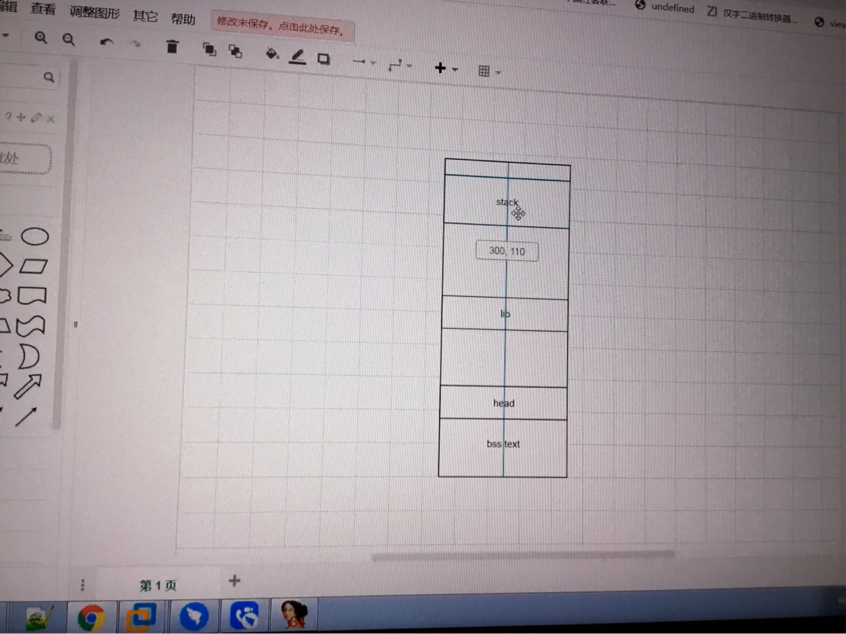 查看 调整图形 其它 帮助
修改未保存。点击此处保存。
undefined
汉字二进制转换器...
stack
300, 110
lib
head
bss text
第 1 页